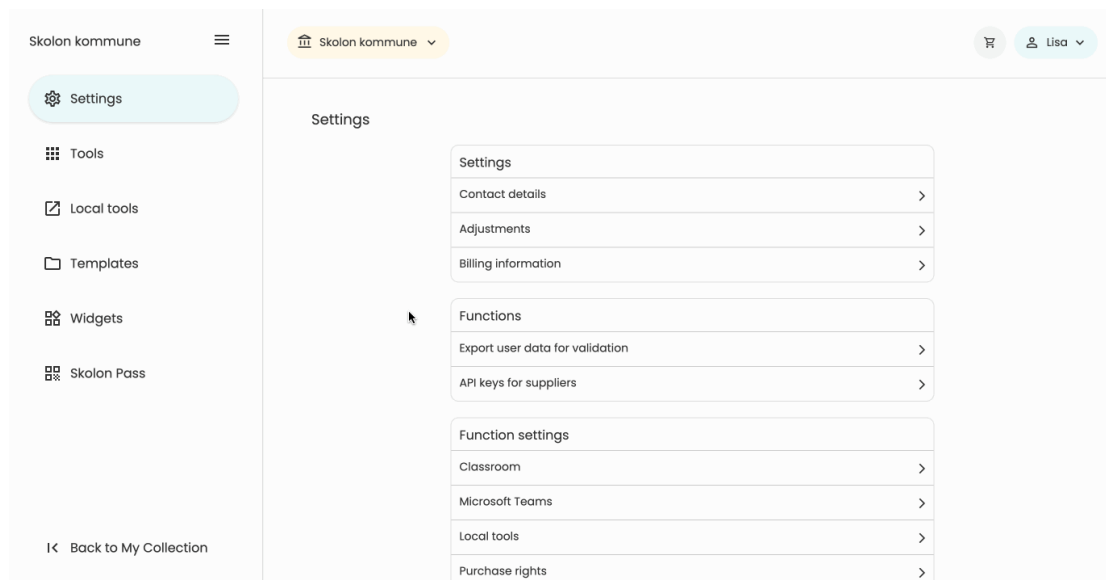 Skolon kommune
Settings
Tools
Local tools
Templates
Widgets
Skolon Pass
Back to My Collection
Skolon kommune
Lisa
Settings
Settings
Contact details
Adjustments
Billing information
Functions
Export user data for validation
API keys for suppliers
Function settings
Classroom
Microsoft Teams
Local tools
Purchase rights